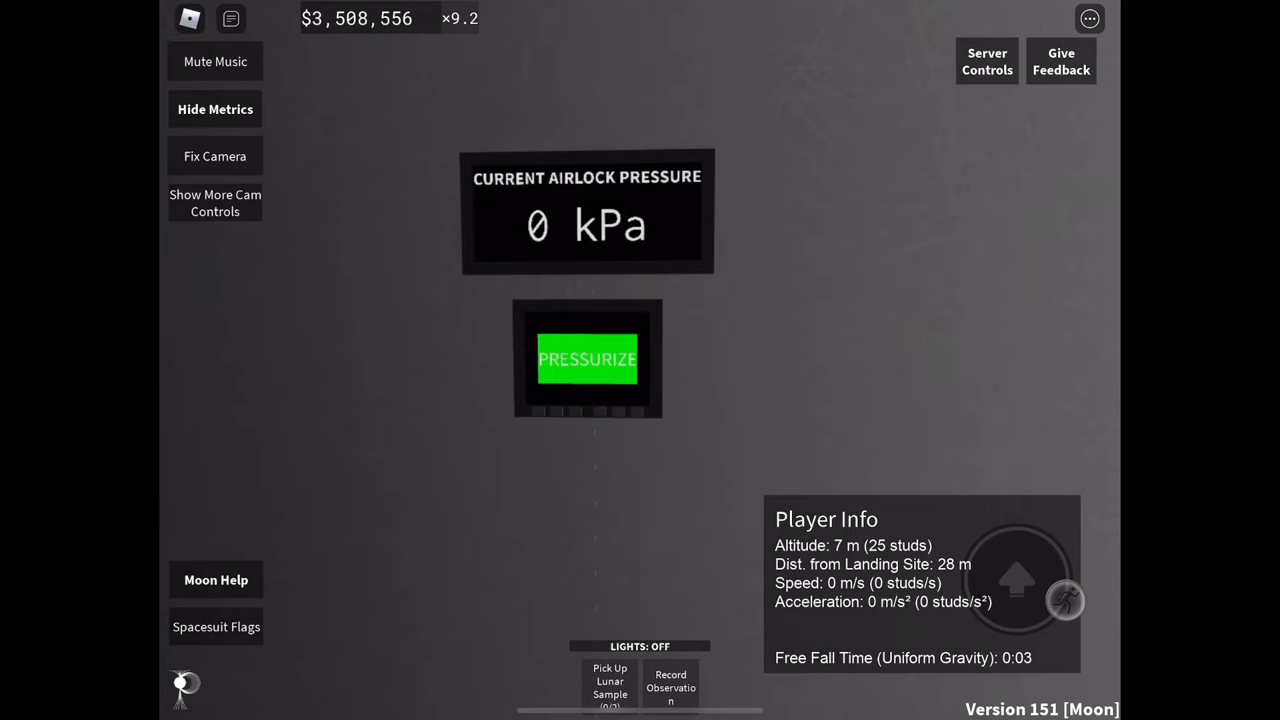 $3,508,556 ×9.2
Mute Music
Hide Metrics
Fix Camera
Show More Cam
Controls
Server
Controls
Give
Feedback
CURRENT AIRLOCK PRESSURE
0 kPa
PRESSURIZE
Player Info
Altitude: 7 m (25 studs)
Dist. from Landing Site: 28 m
Speed: 0 m/s (0 studs/s)
Acceleration: 0 m/s² (0 studs/s²)
Free Fall Time (Uniform Gravity): 0:03
Moon Help
Spacesuit Flags
LIGHTS: OFF
Pick Up
Lunar
Sample
(0/2)
Record
Observatio
n
Version 151 [Moon]